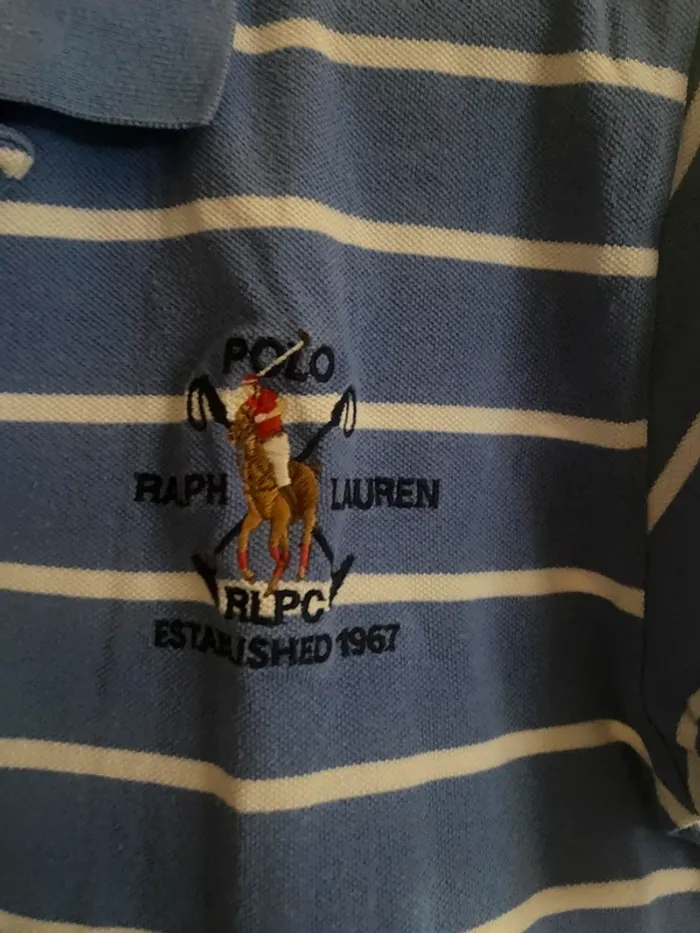 POLO
RAPH LAUREN
RLPC
ESTABLISHED 1967